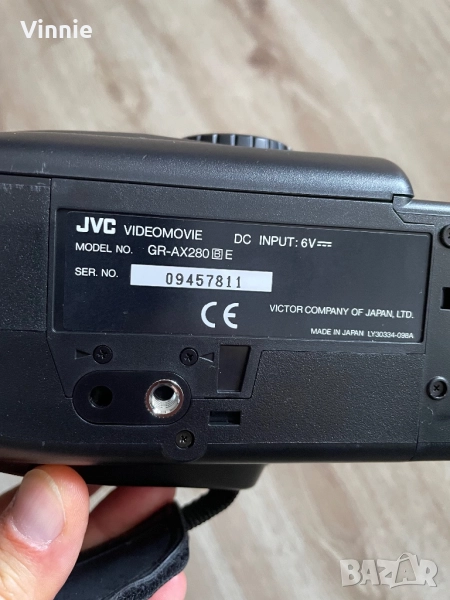 Vinnie
JVC VIDEOMOVIE DC INPUT: 6V⎓
MODEL NO. GR-AX280 B E
SER. NO. 09457811
CE
VICTOR COMPANY OF JAPAN, LTD.
MADE IN JAPAN LY30334-098A
BAZAR